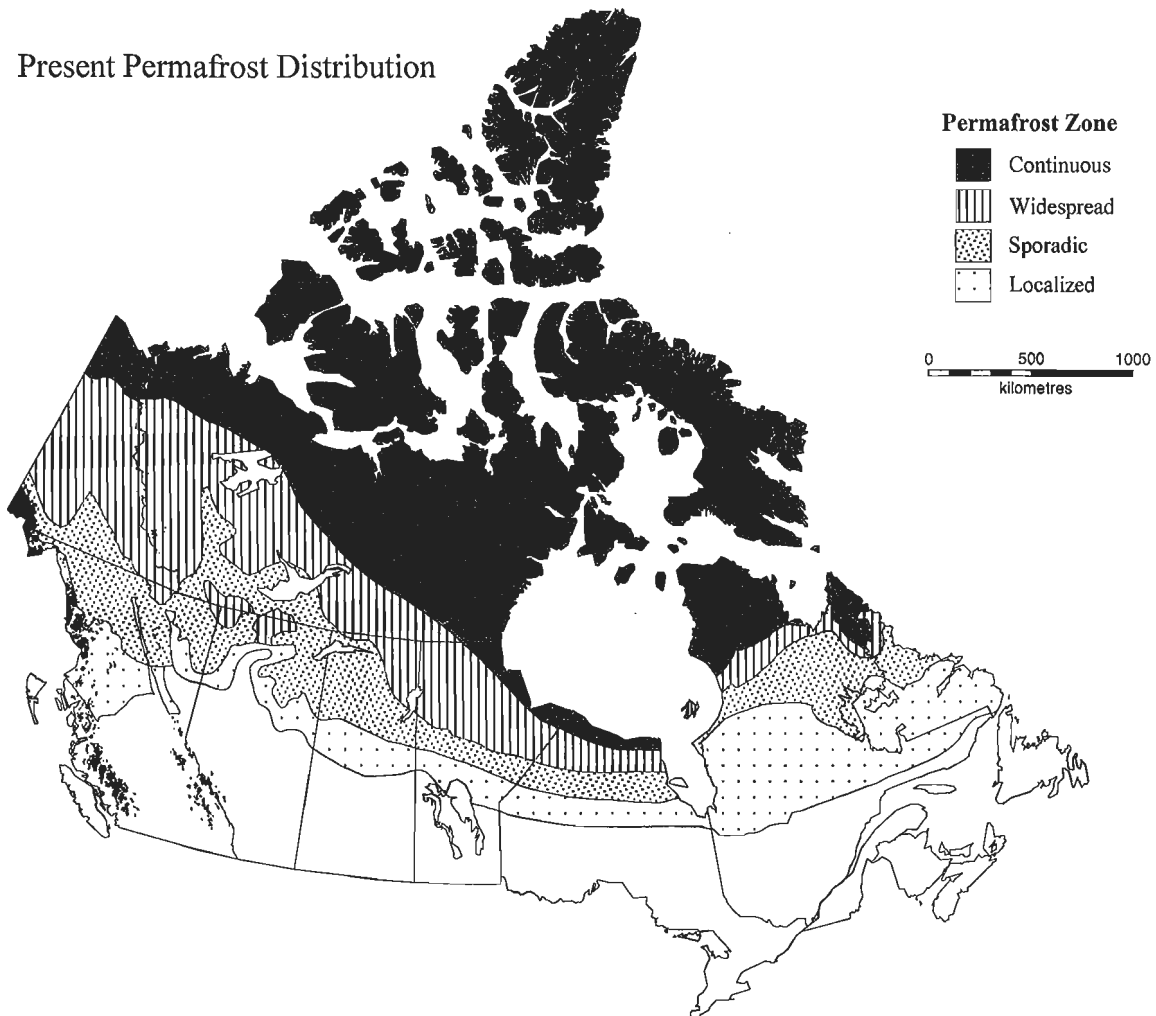 Present Permafrost Distribution
Permafrost Zone
Continuous
Widespread
Sporadic
Localized
0 500 1000
kilometres